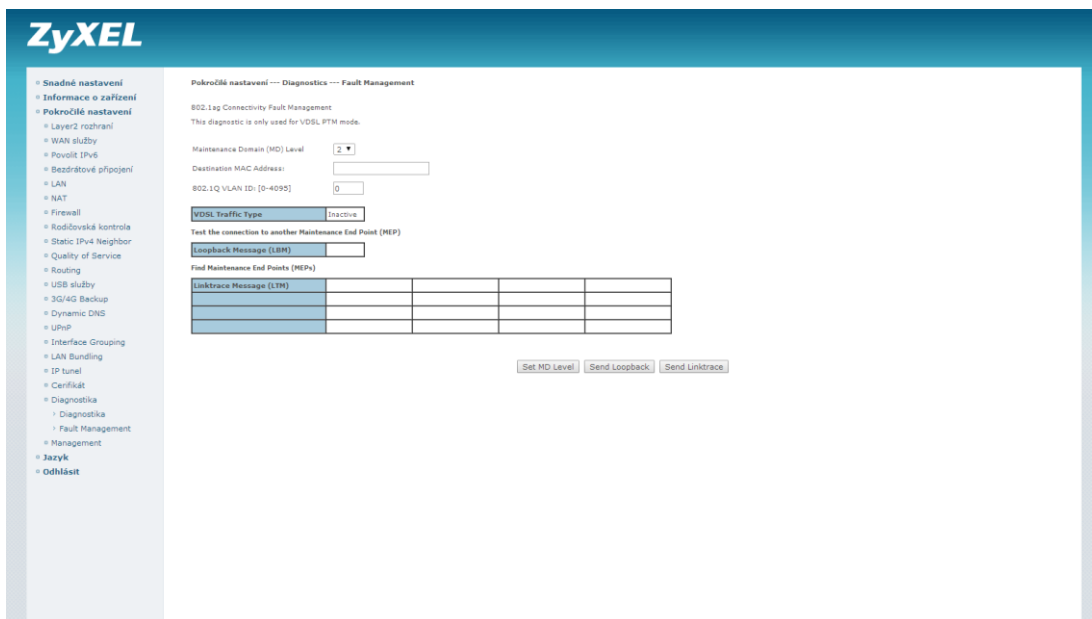 ZyXEL
Snadné nastavení
Informace o zařízení
Pokročilé nastavení
Layer2 rozhraní
WAN služby
Povolit IPv6
Bezdrátové připojení
LAN
NAT
Firewall
Rodičovská kontrola
Static IPv4 Neighbor
Quality of Service
Routing
USB služby
3G/4G Backup
Dynamic DNS
UPnP
Interface Grouping
LAN Bundling
IP tunel
Cerifikát
Diagnostika
Diagnostika
Fault Management
Management
Jazyk
Odhlásit
Pokročilé nastavení --- Diagnostics --- Fault Management
802.1ag Connectivity Fault Management
This diagnostic is only used for VDSL PTM mode.
Maintenance Domain (MD) Level 2
Destination MAC Address:
802.1Q VLAN ID: [0-4095] 0
VDSL Traffic Type Inactive
Test the connection to another Maintenance End Point (MEP)
Loopback Message (LBM)
Find Maintenance End Points (MEPs)
Linktrace Message (LTM)
Set MD Level Send Loopback Send Linktrace